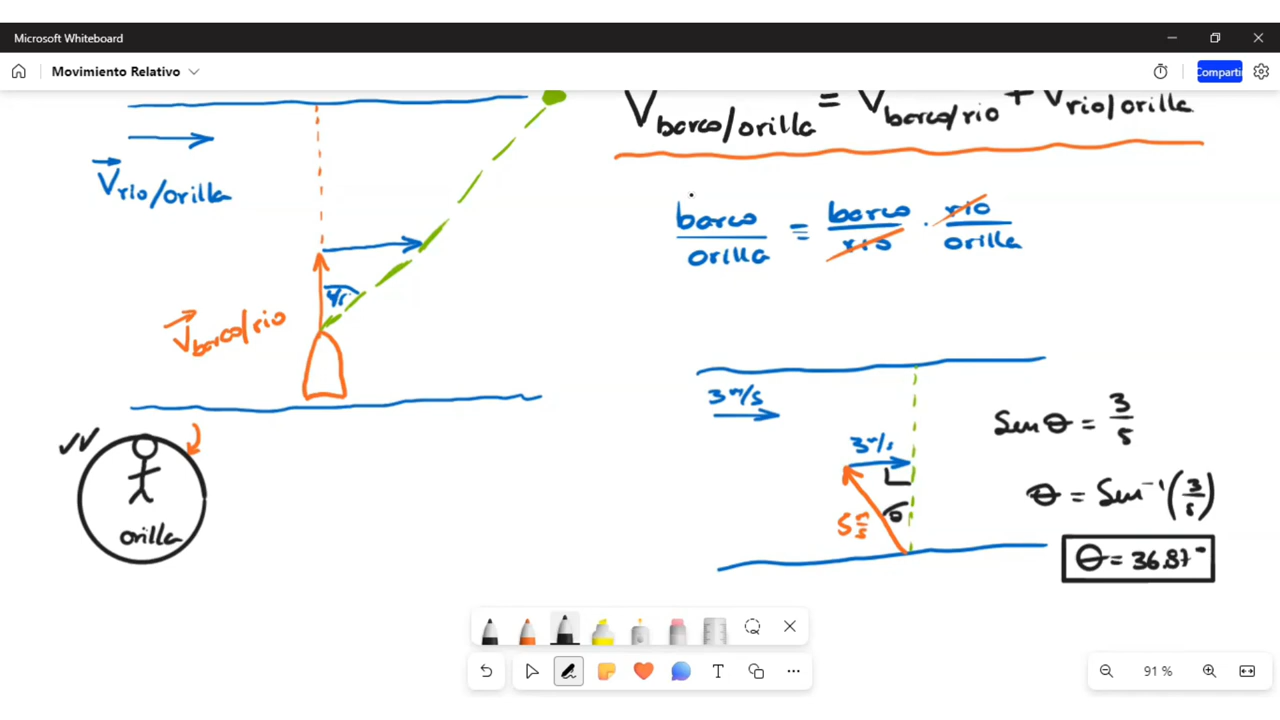 Microsoft Whiteboard
Movimiento Relativo
Comparti
V barco/orilla = V barco/rio + V rio/orilla
V rio/orilla
barco/orilla = barco/rio · rio/orilla
V barco/rio
orilla
3 m/s
3 m/s
5 m/s
θ
Sen θ = 3/5
θ = Sen⁻¹(3/5)
θ = 36.87°
91 %